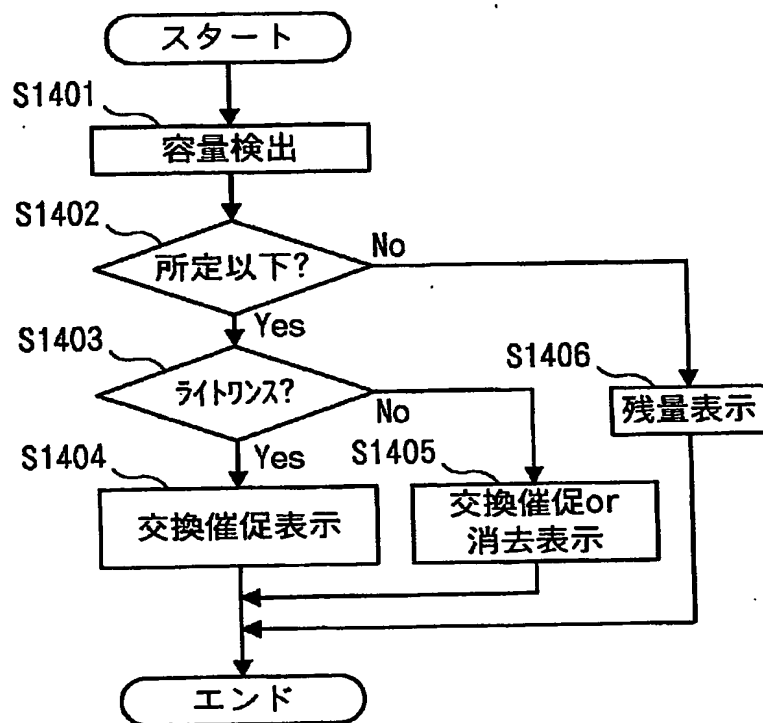 スタート
S1401
容量検出
S1402
所定以下?
No
Yes
S1403
ライトワンス?
No
Yes
S1406
残量表示
S1404
交換催促表示
S1405
交換催促or
消去表示
エンド